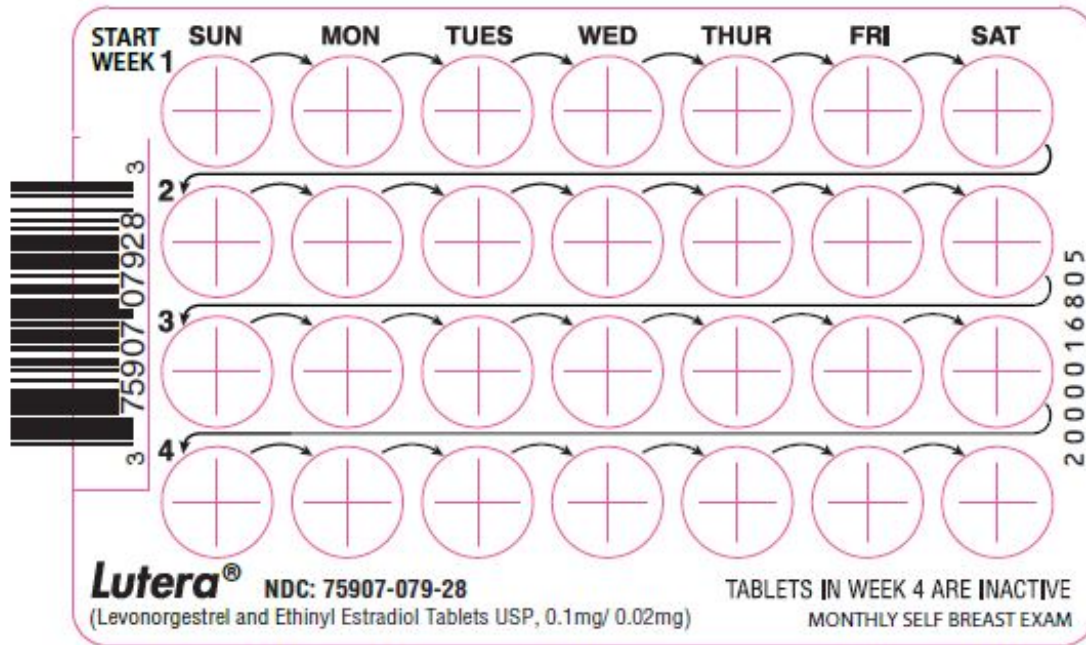 START SUN MON TUES WED THUR FRI SAT
WEEK 1
2
3
4
3 75907 07928 3
2000016805
Lutera® NDC: 75907-079-28
(Levonorgestrel and Ethinyl Estradiol Tablets USP, 0.1mg/ 0.02mg)
TABLETS IN WEEK 4 ARE INACTIVE
MONTHLY SELF BREAST EXAM